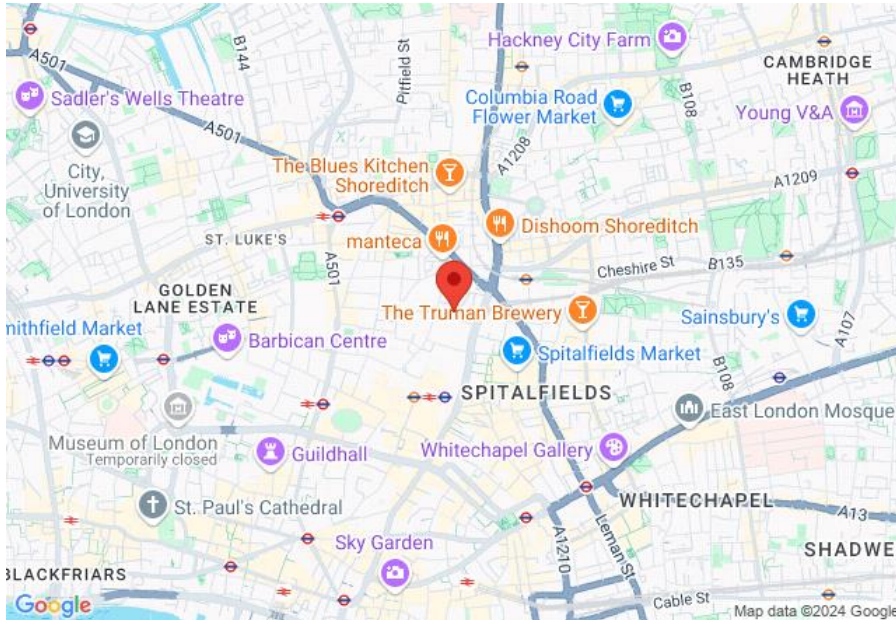 A501
B144
Pitfield St
Hackney City Farm
CAMBRIDGE
HEATH
Sadler's Wells Theatre
A501
Columbia Road
Flower Market
B108
Young V&A
City,
University
of London
The Blues Kitchen
Shoreditch
A1208
A1209
ST. LUKE'S
manteca
Dishoom Shoreditch
A501
Cheshire St
B135
GOLDEN
LANE ESTATE
The Truman Brewery
Sainsbury's
A107
mithfield Market
Barbican Centre
Spitalfields Market
B108
SPITALFIELDS
East London Mosque
Museum of London
Temporarily closed
Guildhall
Whitechapel Gallery
St. Paul's Cathedral
WHITECHAPEL
A13
Sky Garden
A1210
Leman St
SHADWE
BLACKFRIARS
Cable St
Google
Map data ©2024 Google